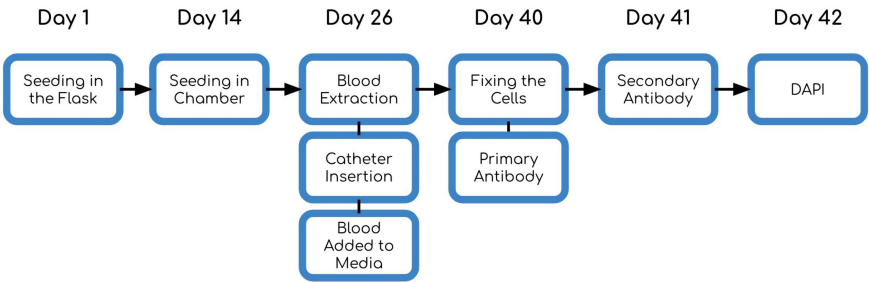 Day 1
Day 14
Day 26
Day 40
Day 41
Day 42
Seeding in
the Flask
Seeding in
Chamber
Blood
Extraction
Fixing the
Cells
Secondary
Antibody
DAPI
Catheter
Insertion
Primary
Antibody
Blood
Added to
Media